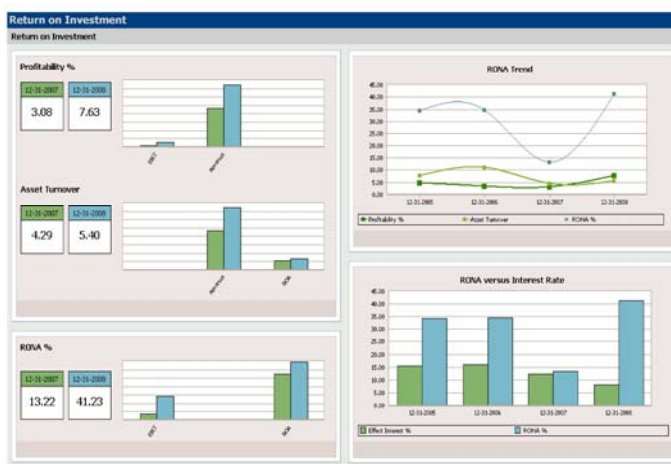 Return on Investment
Return on Investment
Profitability %
12-31-2007 12-31-2008
3.08 7.63
EBIT
Asset Turnover
12-31-2007 12-31-2008
4.29 5.40
RONA %
12-31-2007 12-31-2008
13.22 41.23
EBIT
RONA Trend
45.00
40.00
35.00
30.00
25.00
20.00
15.00
10.00
5.00
0.00
12-31-2005 12-31-2006 12-31-2007 12-31-2008
Profitability % Asset Turnover RONA %
RONA versus Interest Rate
45.00
40.00
35.00
30.00
25.00
20.00
15.00
10.00
5.00
0.00
12-31-2005 12-31-2006 12-31-2007 12-31-2008
Effect Interest % RONA %